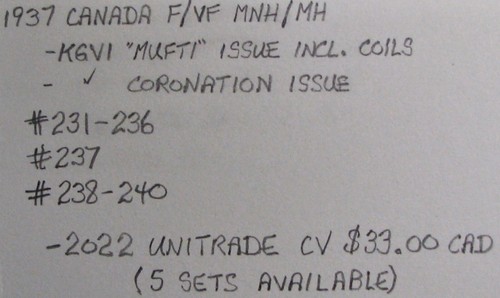 1937 CANADA F/VF MNH/MH
-KGVI "MUFTI" ISSUE INCL. COILS
- ✓ CORONATION ISSUE
#231-236
#237
#238-240
-2022 UNITRADE CV $33.00 CAD
(5 SETS AVAILABLE)